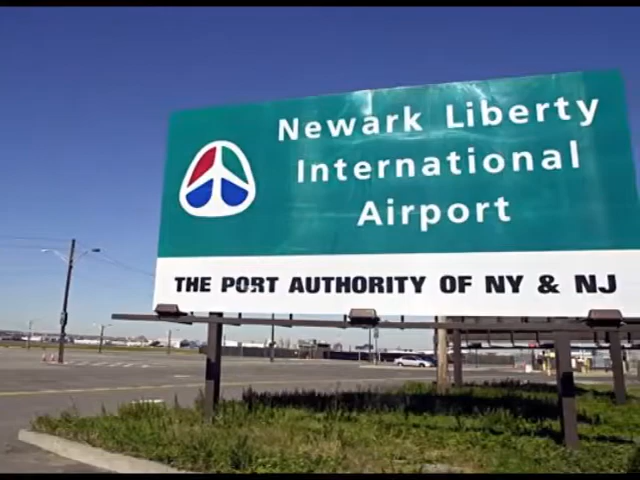 Newark Liberty
International
Airport
THE PORT AUTHORITY OF NY & NJ